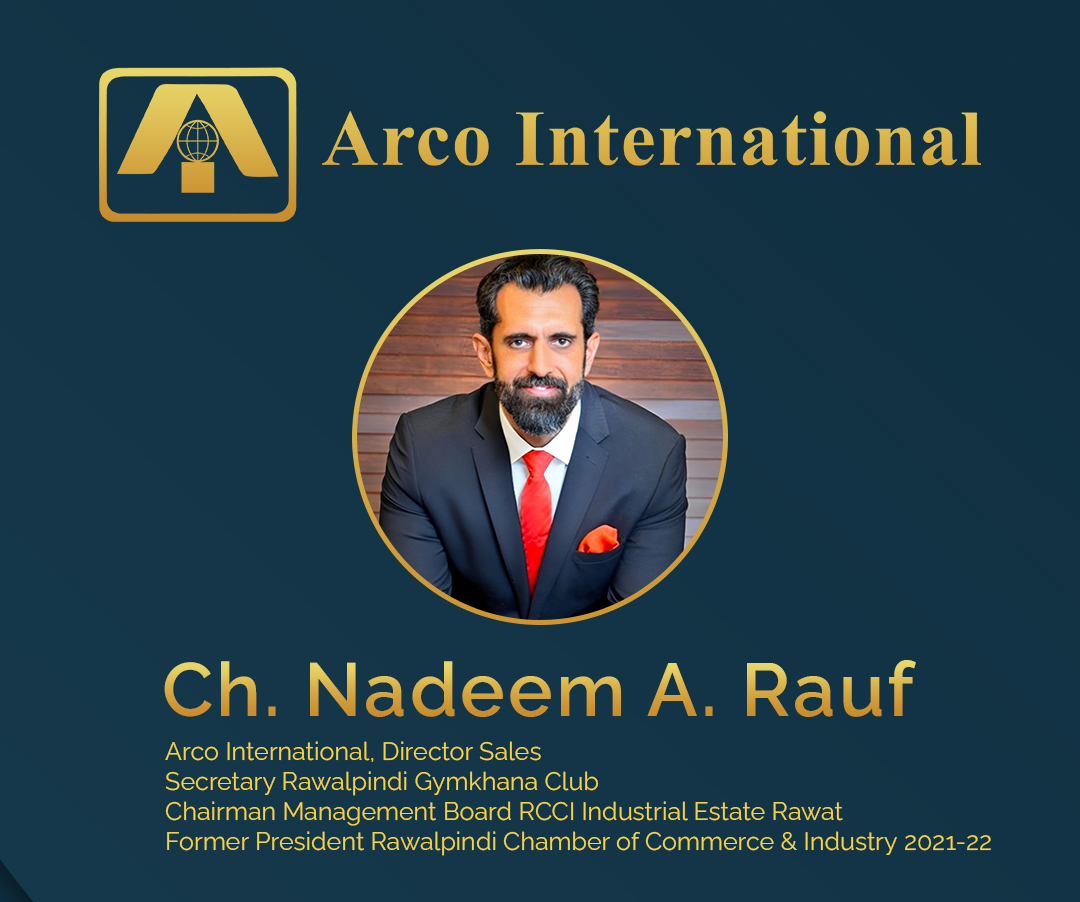 Arco International
Ch. Nadeem A. Rauf
Arco International, Director Sales
Secretary Rawalpindi Gymkhana Club
Chairman Management Board RCCI Industrial Estate Rawat
Former President Rawalpindi Chamber of Commerce & Industry 2021-22